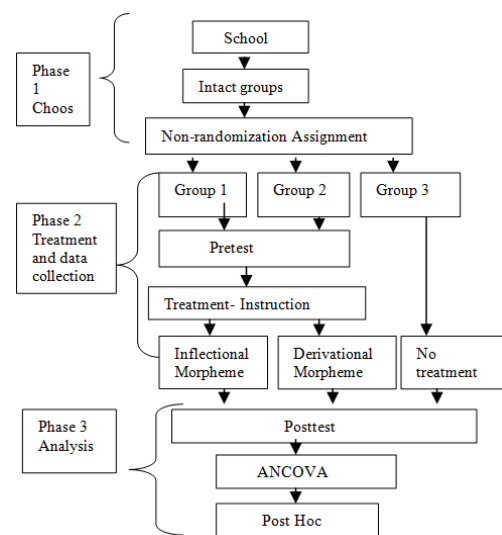 School
Phase
1
Choos
Intact groups
Non-randomization Assignment
Group 1
Group 2
Group 3
Phase 2
Treatment
and data
collection
Pretest
Treatment- Instruction
Inflectional
Morpheme
Derivational
Morpheme
No
treatment
Phase 3
Analysis
Posttest
ANCOVA
Post Hoc